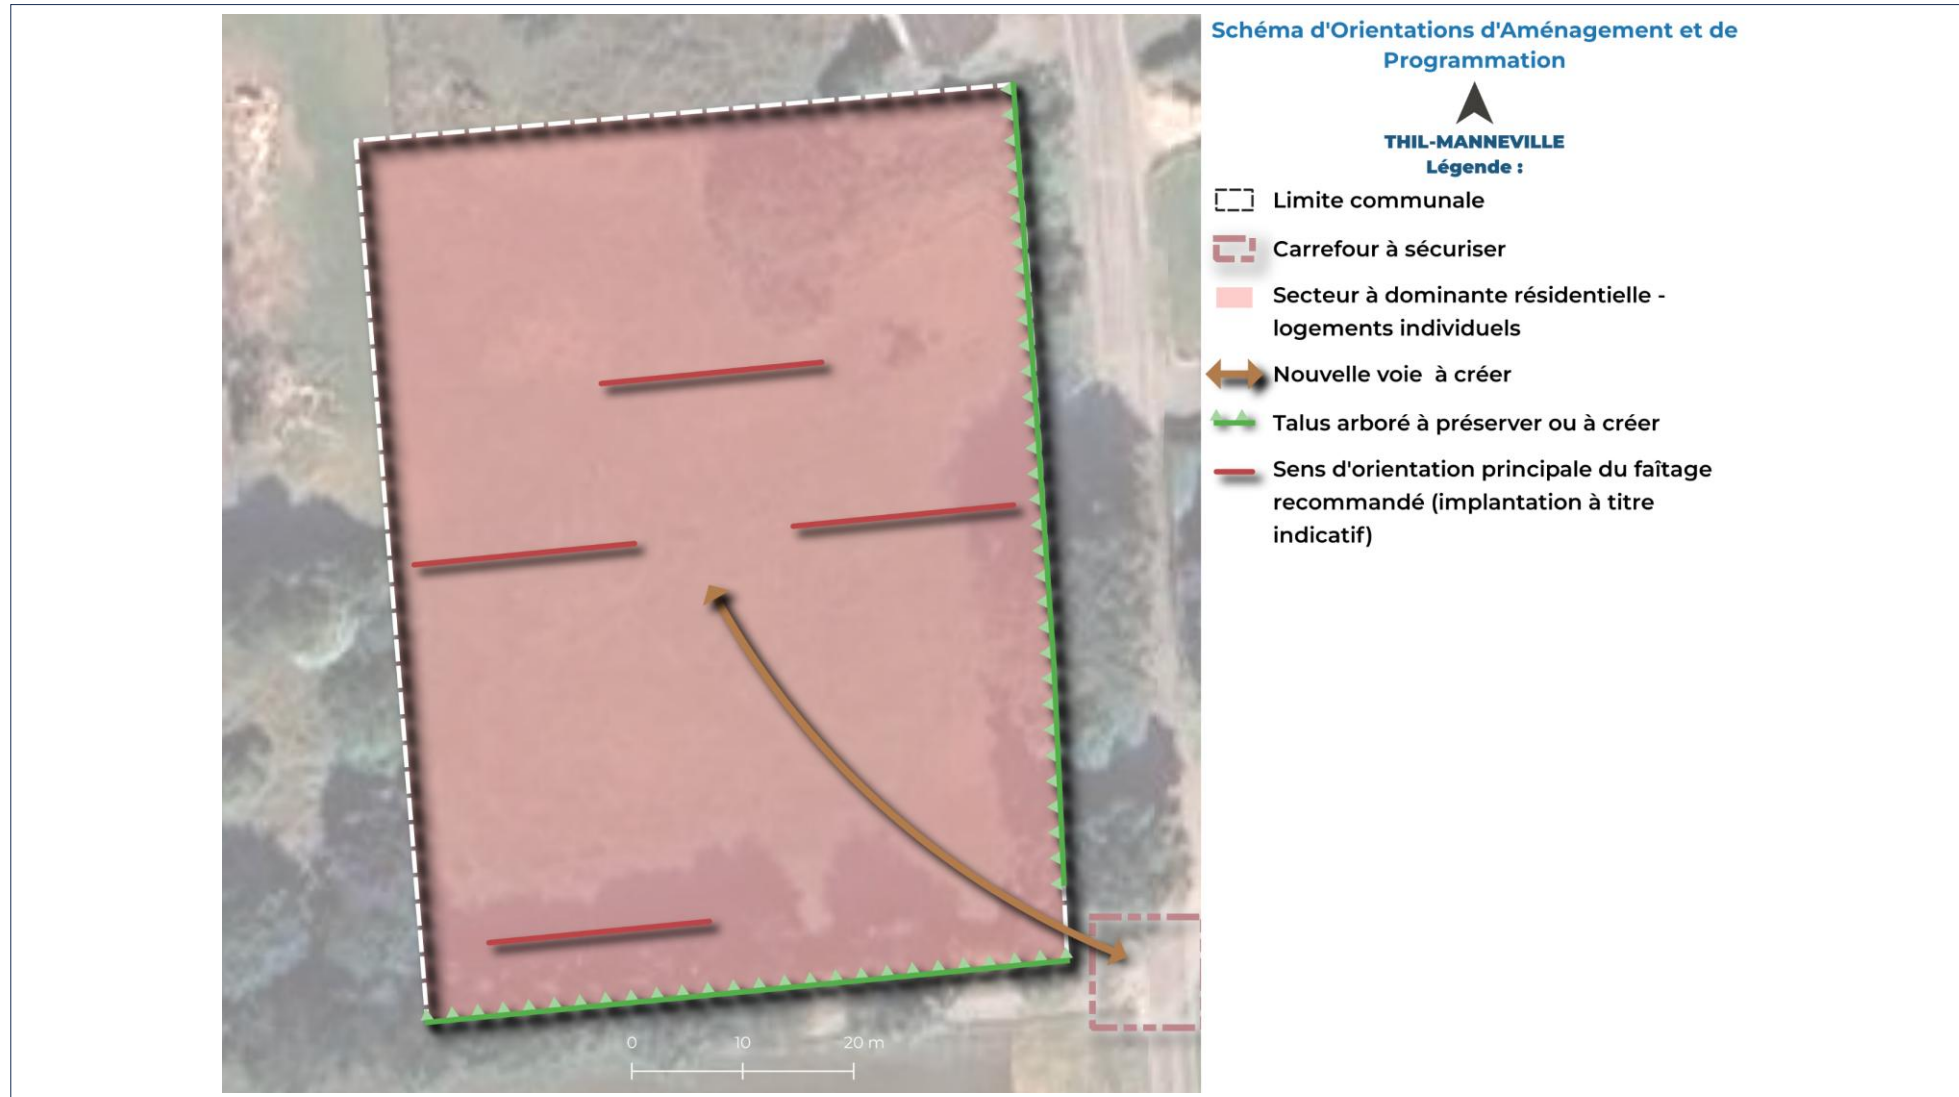 Schéma d'Orientations d'Aménagement et de
Programmation
THIL-MANNEVILLE
Légende :
Limite communale
Carrefour à sécuriser
Secteur à dominante résidentielle -
logements individuels
Nouvelle voie à créer
Talus arboré à préserver ou à créer
Sens d'orientation principale du faîtage
recommandé (implantation à titre
indicatif)
0 10 20 m